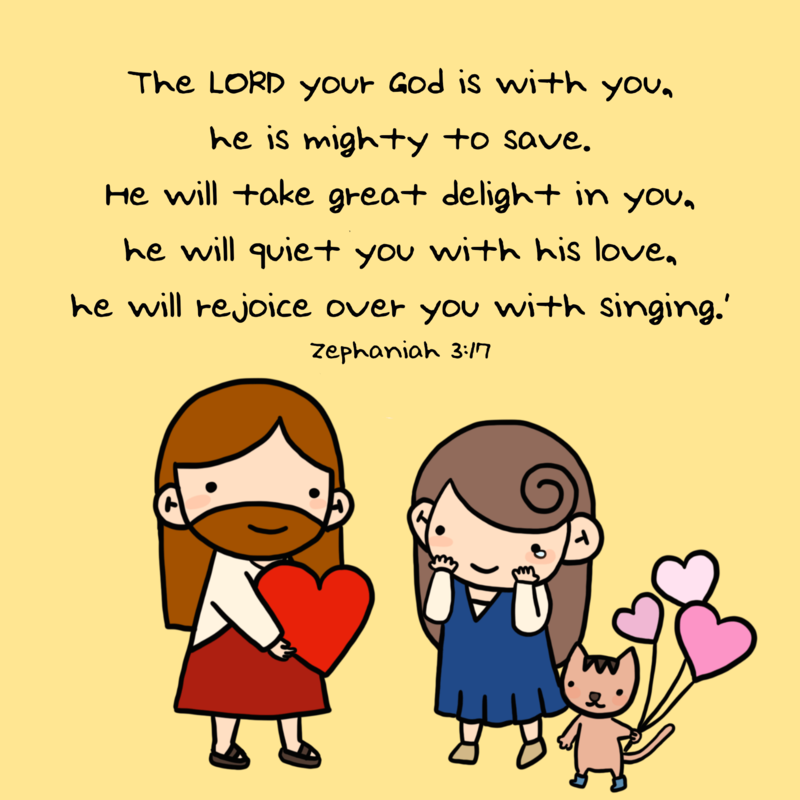 The LORD your God is with you,
he is mighty to save.
He will take great delight in you,
he will quiet you with his love,
he will rejoice over you with singing.'
Zephaniah 3:17